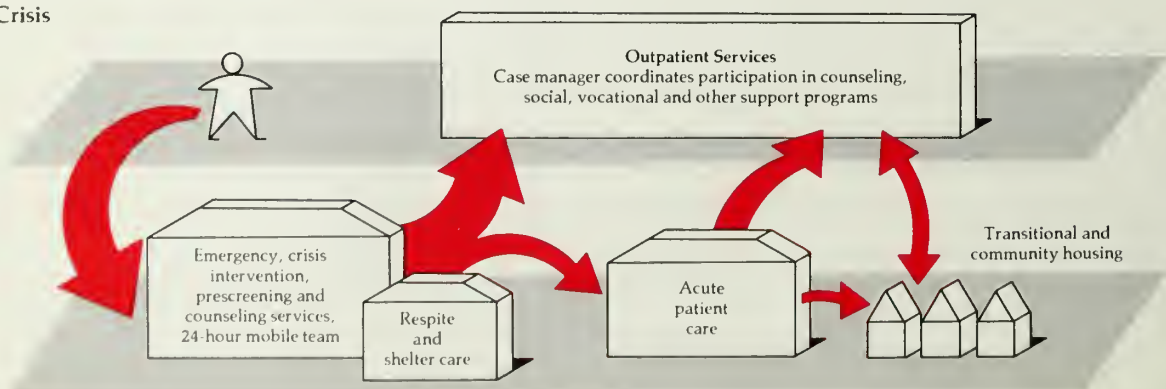 Crisis
Outpatient Services
Case manager coordinates participation in counseling,
social, vocational and other support programs
Emergency, crisis
intervention,
prescreening and
counseling services,
24-hour mobile team
Respite
and
shelter care
Acute
patient
care
Transitional and
community housing